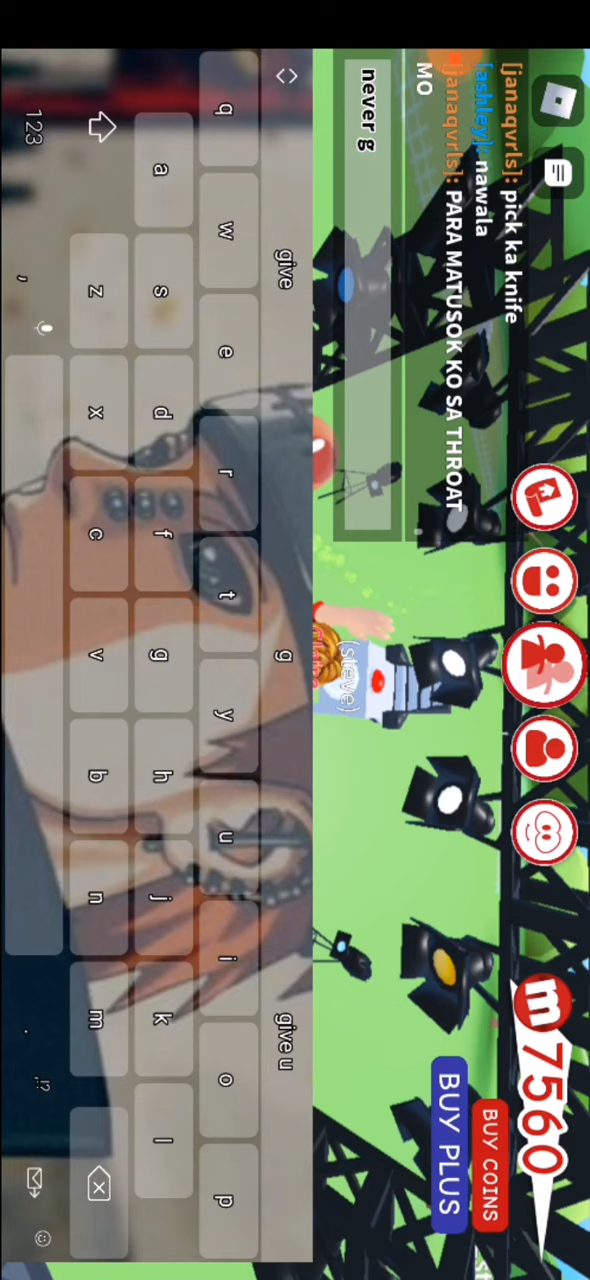 [janaqvrls]: pick ka knife
[ashley]: nawala
[janaqvrls]: PARA MATUSOK KO SA THROAT
MO
never g
(steve)
m 7560
BUY COINS
BUY PLUS
give g give u
q w e r t y u i o p
a s d f g h j k l
z x c v b n m
123 , . ,!?